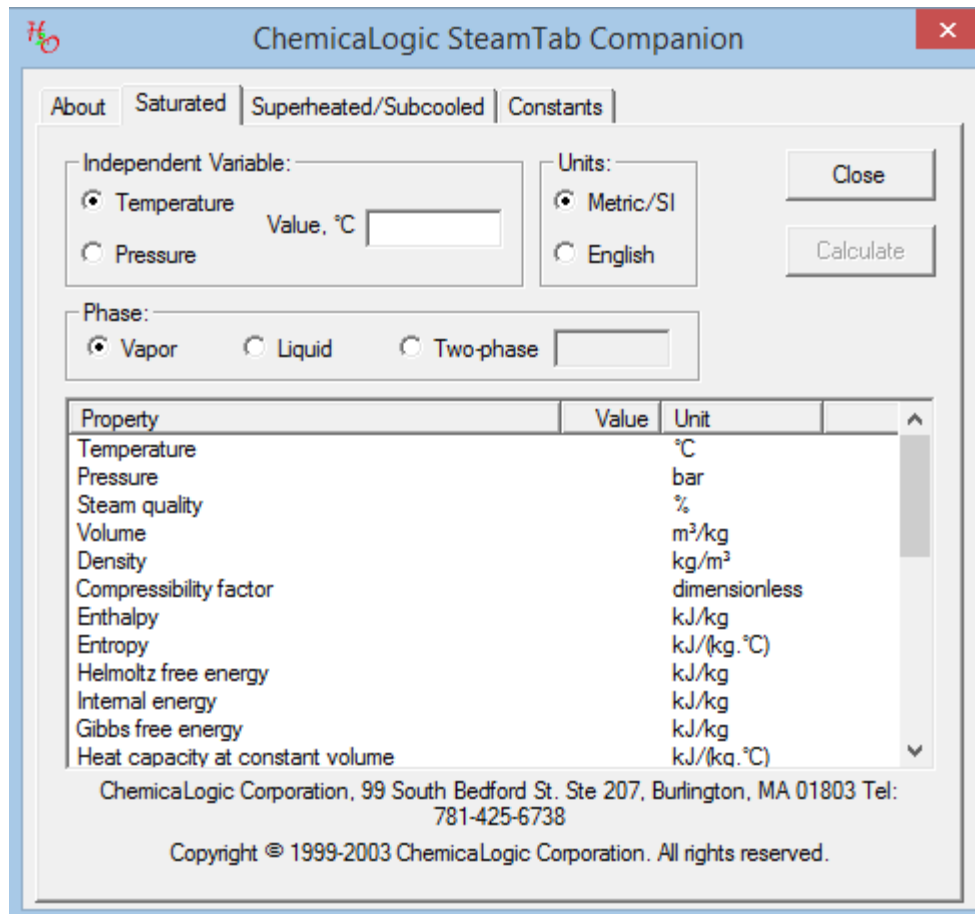 ChemicaLogic SteamTab Companion
About Saturated Superheated/Subcooled Constants
Independent Variable:
Temperature
Value, °C
Pressure
Units:
Metric/SI
English
Close
Calculate
Phase:
Vapor Liquid Two-phase
Property Value Unit
Temperature °C
Pressure bar
Steam quality %
Volume m³/kg
Density kg/m³
Compressibility factor dimensionless
Enthalpy kJ/kg
Entropy kJ/(kg.°C)
Helmoltz free energy kJ/kg
Internal energy kJ/kg
Gibbs free energy kJ/kg
Heat capacity at constant volume kJ/(kg.°C)
ChemicaLogic Corporation, 99 South Bedford St. Ste 207, Burlington, MA 01803 Tel:
781-425-6738
Copyright © 1999-2003 ChemicaLogic Corporation. All rights reserved.